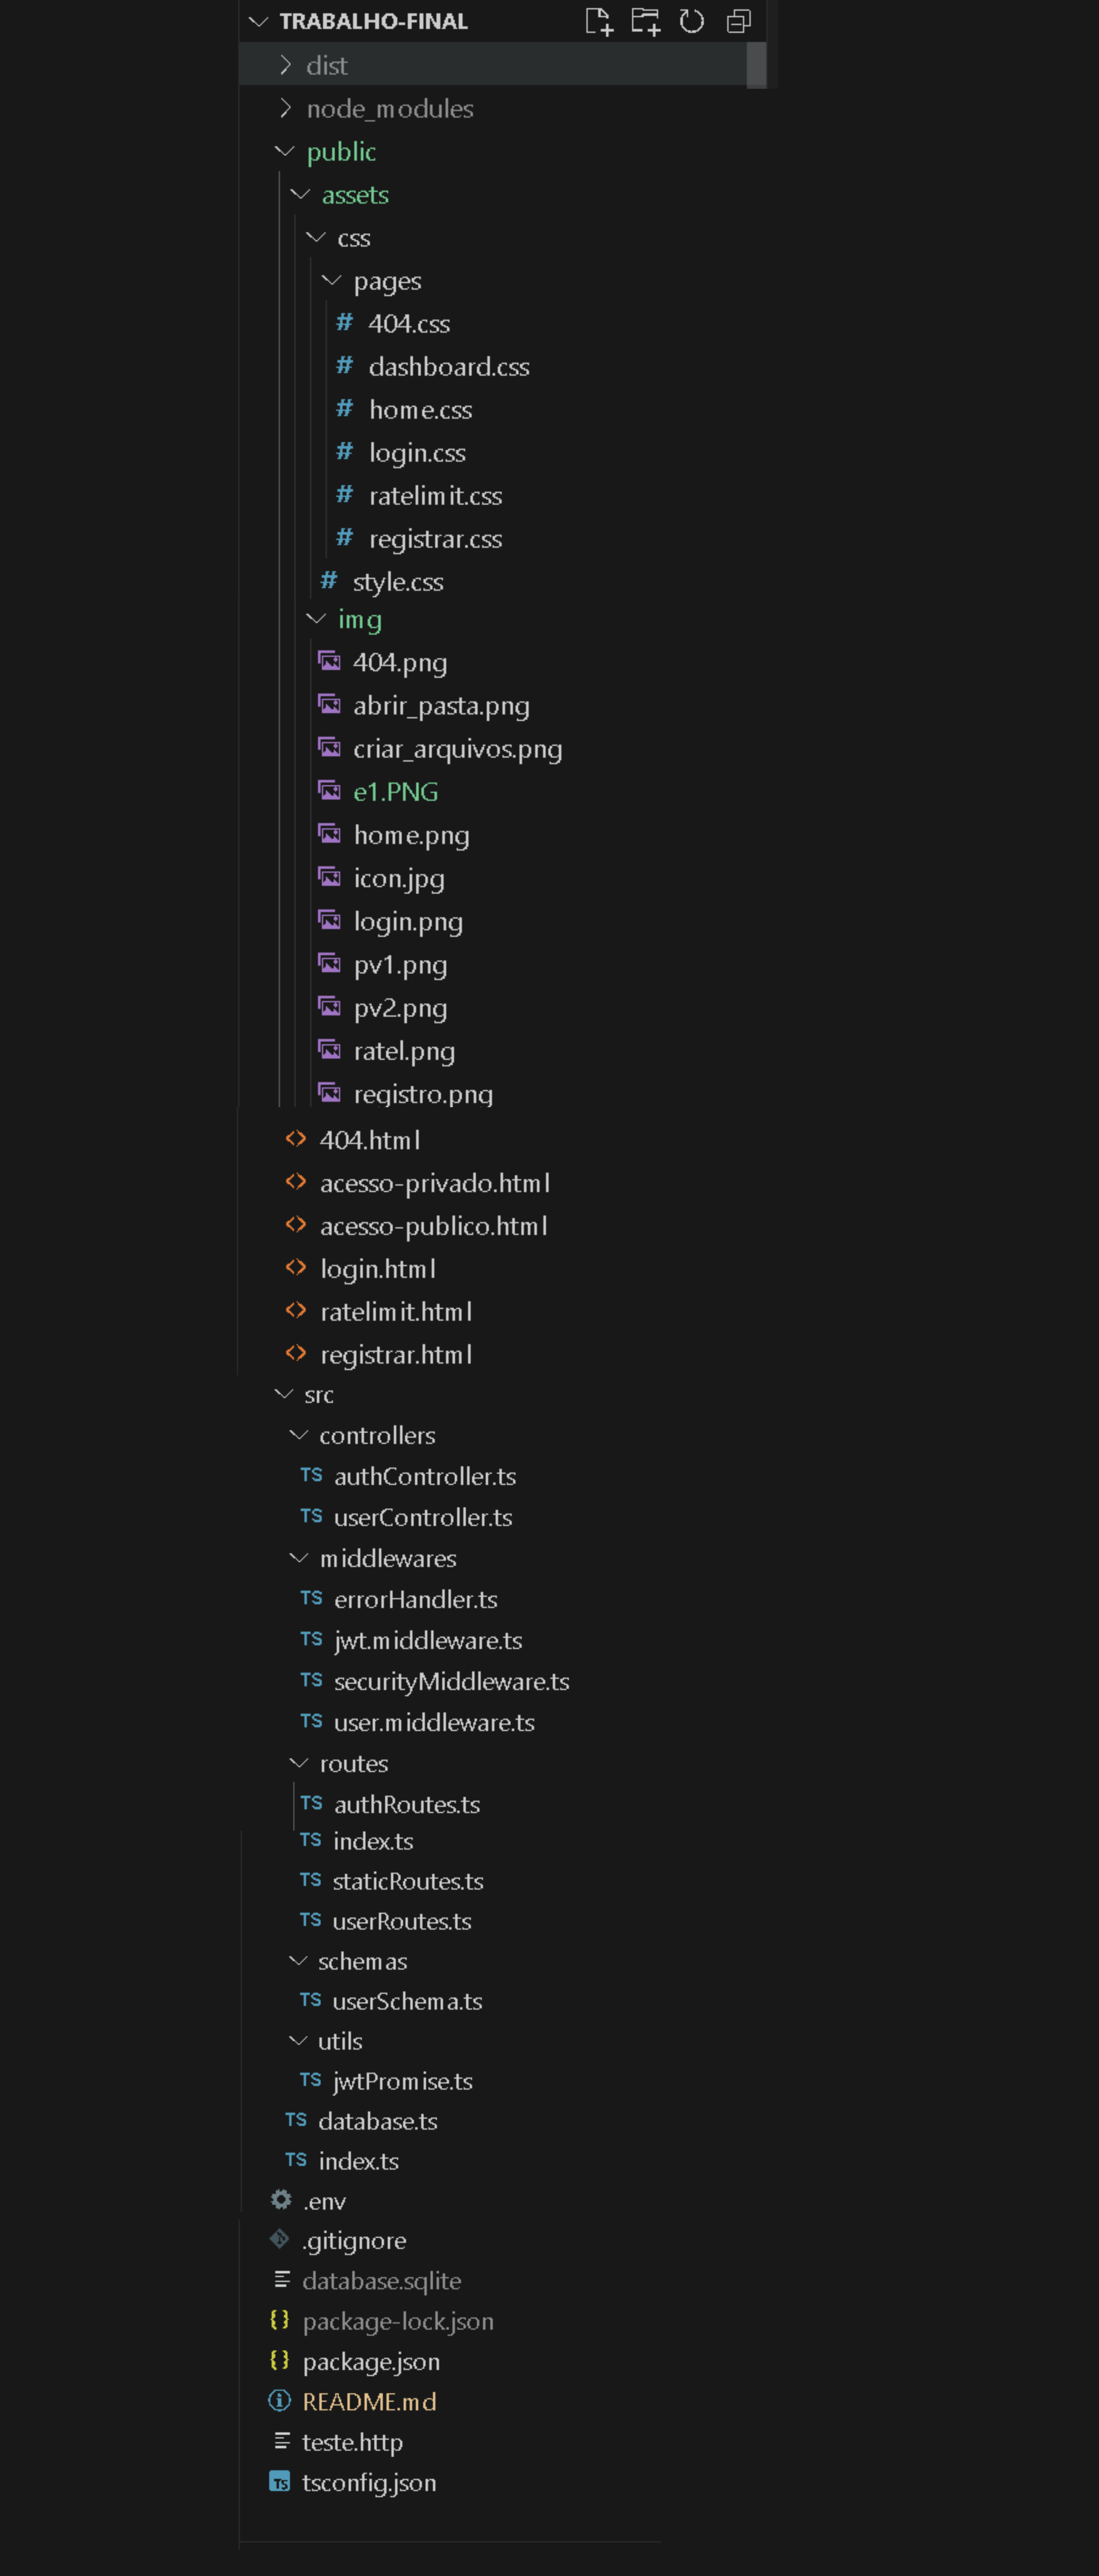 TRABALHO-FINAL
dist
node_modules
public
assets
css
pages
# 404.css
# dashboard.css
# home.css
# login.css
# ratelimit.css
# registrar.css
# style.css
img
404.png
abrir_pasta.png
criar_arquivos.png
e1.PNG
home.png
icon.jpg
login.png
pv1.png
pv2.png
ratel.png
registro.png
<> 404.html
<> acesso-privado.html
<> acesso-publico.html
<> login.html
<> ratelimit.html
<> registrar.html
src
controllers
TS authController.ts
TS userController.ts
middlewares
TS errorHandler.ts
TS jwt.middleware.ts
TS securityMiddleware.ts
TS user.middleware.ts
routes
TS authRoutes.ts
TS index.ts
TS staticRoutes.ts
TS userRoutes.ts
schemas
TS userSchema.ts
utils
TS jwtPromise.ts
TS database.ts
TS index.ts
.env
.gitignore
database.sqlite
{} package-lock.json
{} package.json
README.md
teste.http
TS tsconfig.json